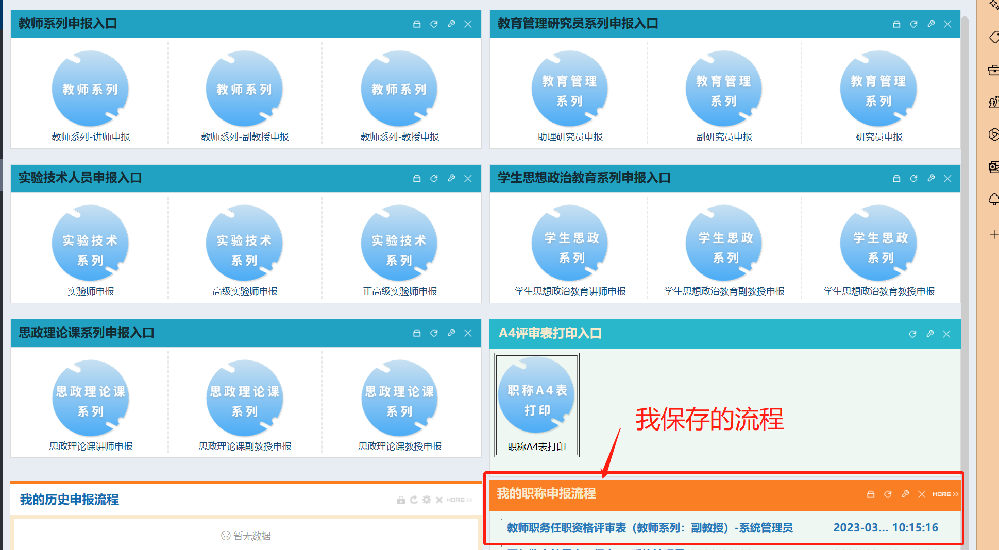 教师系列申报入口
教师系列
教师系列-讲师申报
教师系列
教师系列-副教授申报
教师系列
教师系列-教授申报
教育管理研究员系列申报入口
教育管理
系列
助理研究员申报
教育管理
系列
副研究员申报
教育管理
系列
研究员申报
实验技术人员申报入口
实验技术
系列
实验师申报
实验技术
系列
高级实验师申报
实验技术
系列
正高级实验师申报
学生思想政治教育系列申报入口
学生思政
系列
学生思想政治教育讲师申报
学生思政
系列
学生思想政治教育副教授申报
学生思政
系列
学生思想政治教育教授申报
思政理论课系列申报入口
思政理论课
系列
思政理论课讲师申报
思政理论课
系列
思政理论课副教授申报
思政理论课
系列
思政理论课教授申报
A4评审表打印入口
职称A4表
打印
职称A4表打印
我保存的流程
我的历史申报流程
MORE
暂无数据
我的职称申报流程
MORE
教师职务任职资格评审表（教师系列：副教授）-系统管理员
2023-03... 10:15:16